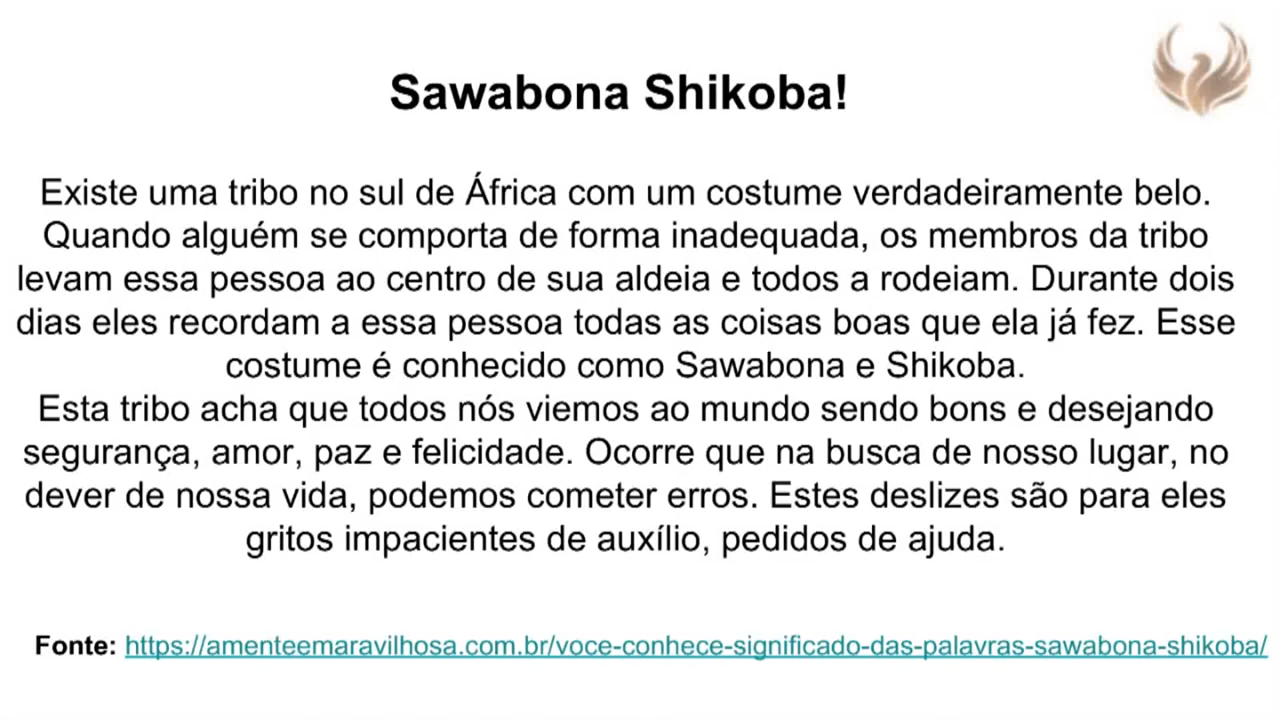 Sawabona Shikoba!
Existe uma tribo no sul de África com um costume verdadeiramente belo.
Quando alguém se comporta de forma inadequada, os membros da tribo
levam essa pessoa ao centro de sua aldeia e todos a rodeiam. Durante dois
dias eles recordam a essa pessoa todas as coisas boas que ela já fez. Esse
costume é conhecido como Sawabona e Shikoba.
Esta tribo acha que todos nós viemos ao mundo sendo bons e desejando
segurança, amor, paz e felicidade. Ocorre que na busca de nosso lugar, no
dever de nossa vida, podemos cometer erros. Estes deslizes são para eles
gritos impacientes de auxílio, pedidos de ajuda.
Fonte: https://amenteemaravilhosa.com.br/voce-conhece-significado-das-palavras-sawabona-shikoba/